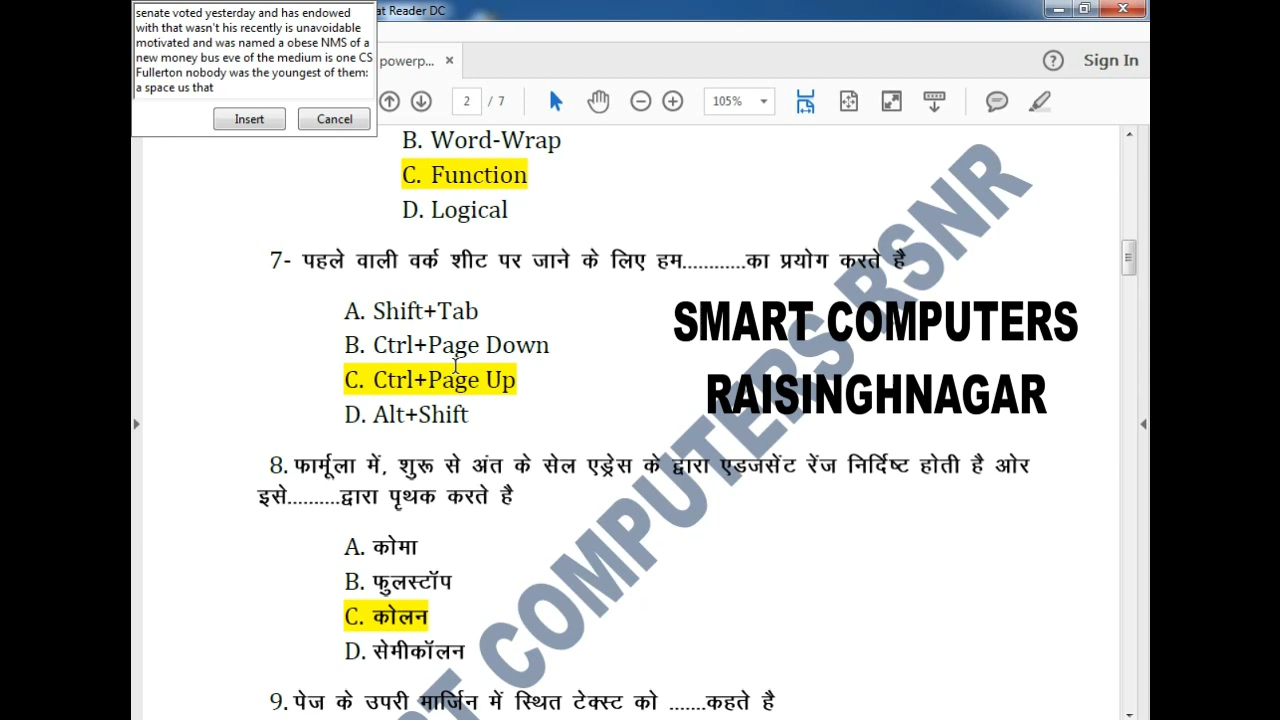 senate voted yesterday and has endowed
with that wasn't his recently is unavoidable
motivated and was named a obese NMS of a
new money bus eve of the medium is one CS
Fullerton nobody was the youngest of them:
a space us that
Insert Cancel
at Reader DC
powerp... ×
Sign In
2 / 7 105%
B. Word-Wrap
C. Function
D. Logical
7- पहले वाली वर्क शीट पर जाने के लिए हम............का प्रयोग करते है
A. Shift+Tab
B. Ctrl+Page Down
C. Ctrl+Page Up
D. Alt+Shift
SMART COMPUTERS
RAISINGHNAGAR
8. फार्मूला में, शुरू से अंत के सेल एड्रेस के द्वारा एडजसेंट रेंज निर्दिष्ट होती है ओर
इसे..........द्वारा पृथक करते है
A. कोमा
B. फुलस्टॉप
C. कोलन
D. सेमीकॉलन
9. पेज के उपरी मार्जिन में स्थित टेक्स्ट को .......कहते है
SMART COMPUTERS RSNR